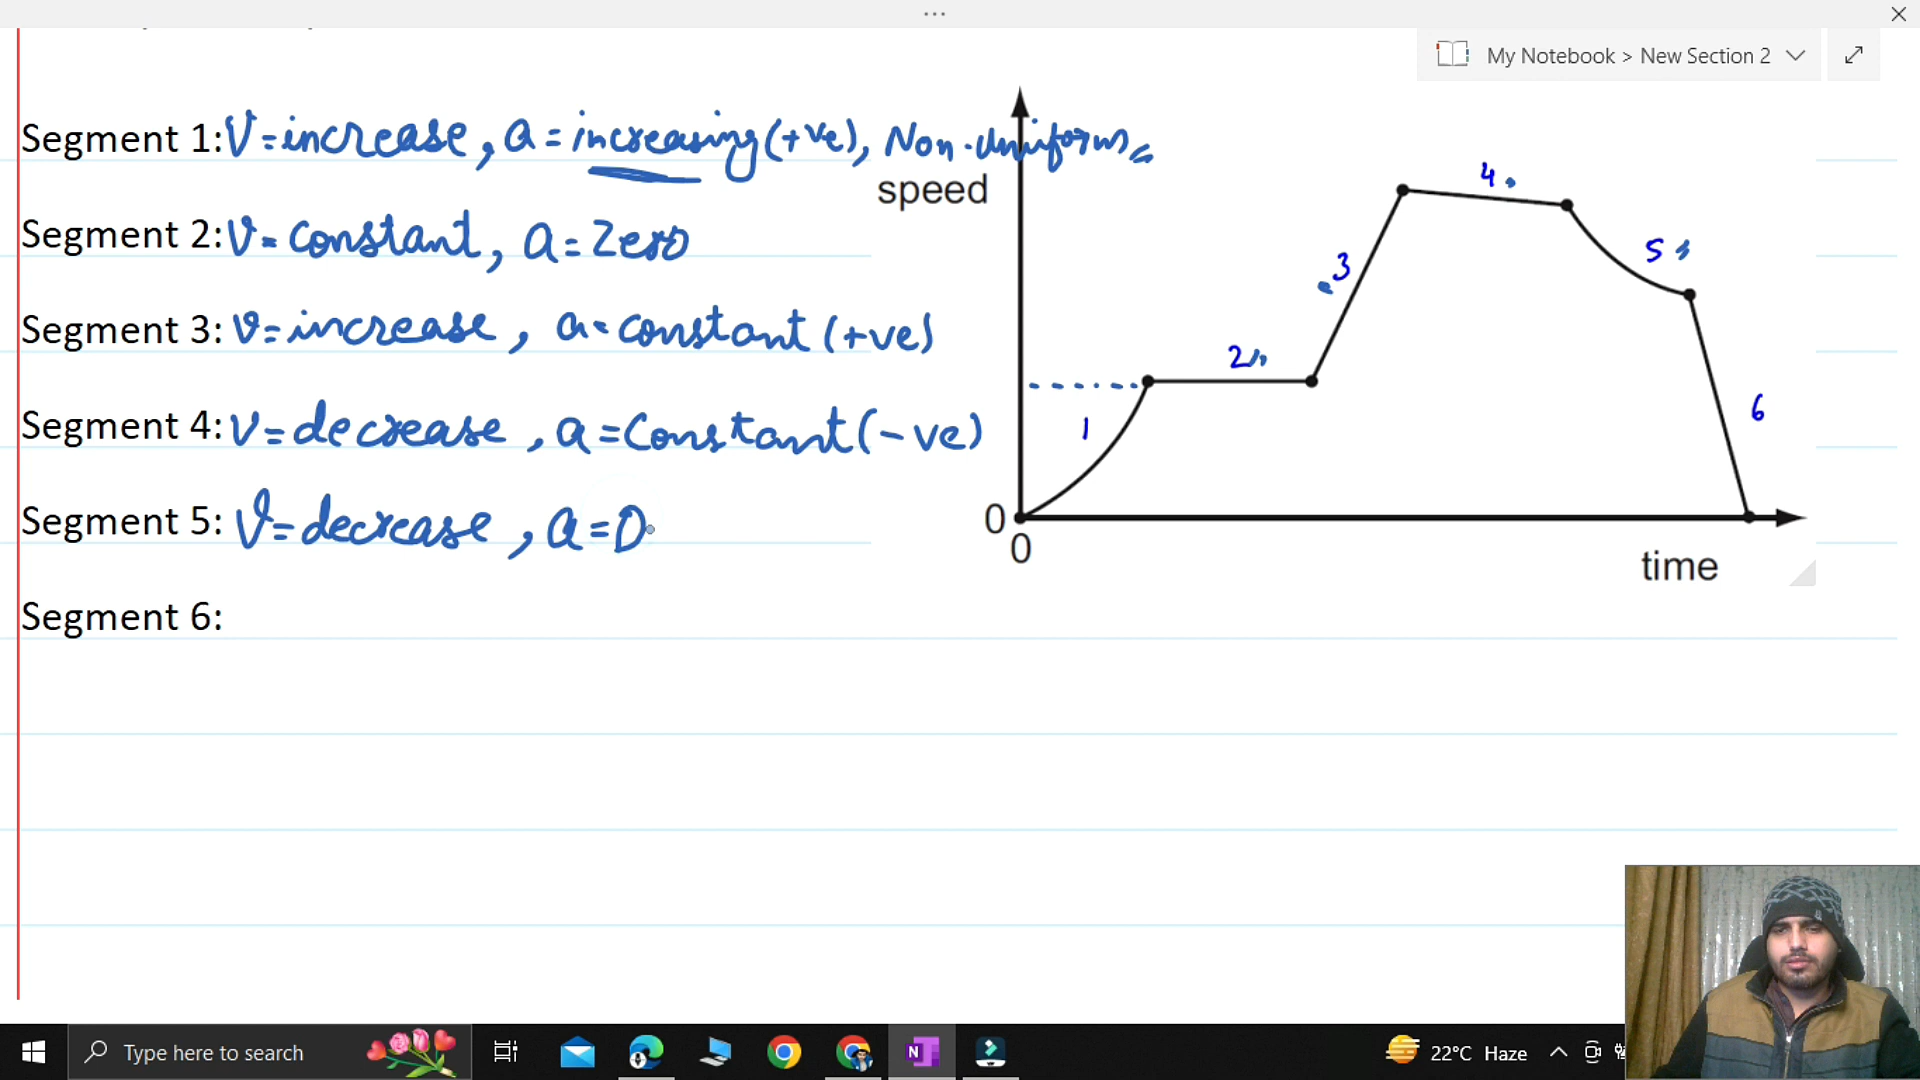 ...
My Notebook > New Section 2
Segment 1: V=increase, a=increasing(+ve), Non-Uniform
Segment 2: V=constant, a=Zero
Segment 3: V=increase, a=constant (+ve)
Segment 4: V=decrease, a=Constant(-ve)
Segment 5: V=decrease, a=D
Segment 6:
speed
4
5
3
2
1
6
0
0
time
Type here to search
22°C Haze